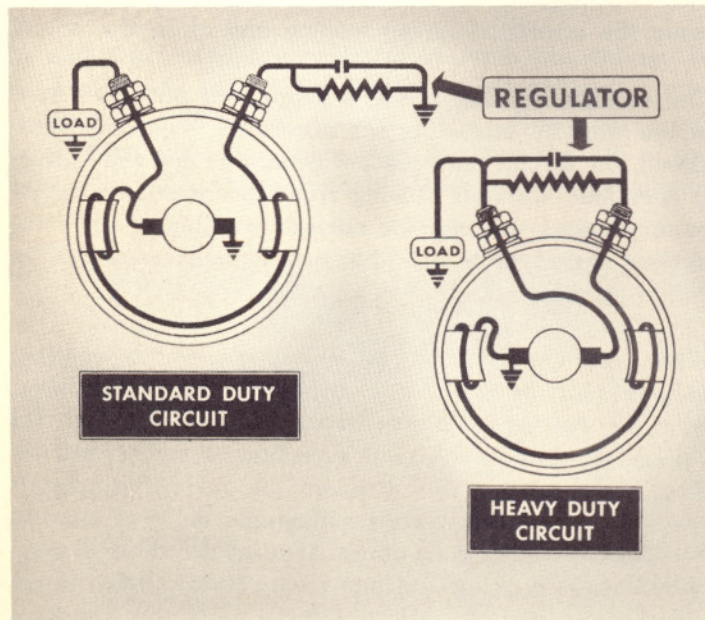 LOAD
REGULATOR
LOAD
STANDARD DUTY
CIRCUIT
HEAVY DUTY
CIRCUIT